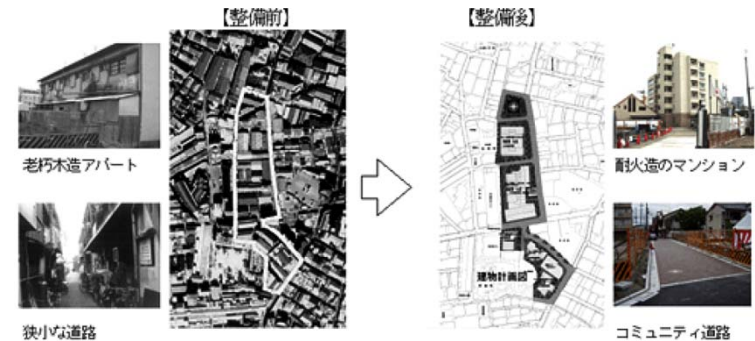 【整備前】
【整備後】
老朽木造アパート
耐火造のマンション
建物計画図
狭小な道路
コミュニティ道路